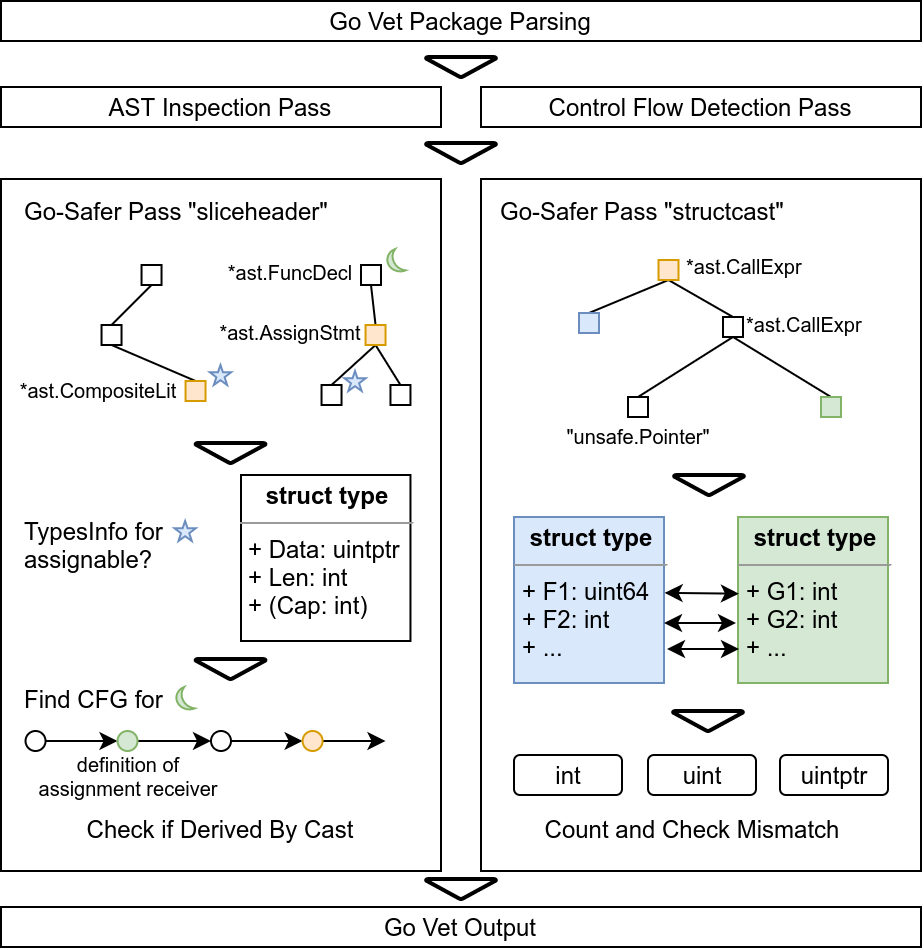 Go Vet Package Parsing
AST Inspection Pass
Control Flow Detection Pass
Go-Safer Pass "sliceheader"
*ast.FuncDecl
*ast.AssignStmt
*ast.CompositeLit
TypesInfo for
assignable?
struct type
+ Data: uintptr
+ Len: int
+ (Cap: int)
Find CFG for
definition of
assignment receiver
Check if Derived By Cast
Go-Safer Pass "structcast"
*ast.CallExpr
*ast.CallExpr
"unsafe.Pointer"
struct type
+ F1: uint64
+ F2: int
+ ...
struct type
+ G1: int
+ G2: int
+ ...
int
uint
uintptr
Count and Check Mismatch
Go Vet Output